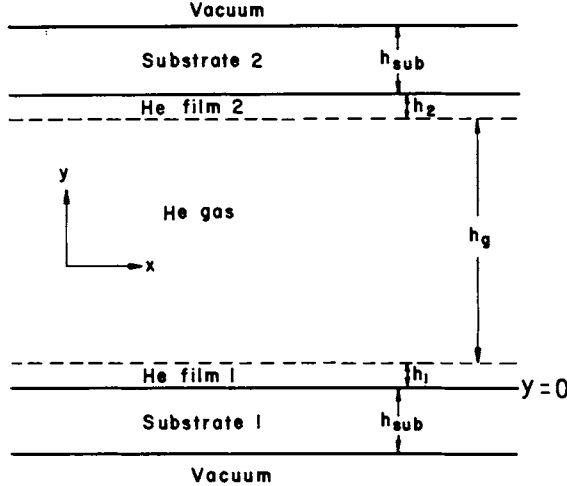 Vacuum
Substrate 2
h_sub
He film 2
h_2
y
He gas
x
h_g
He film 1
h_1
y=0
Substrate 1
h_sub
Vacuum